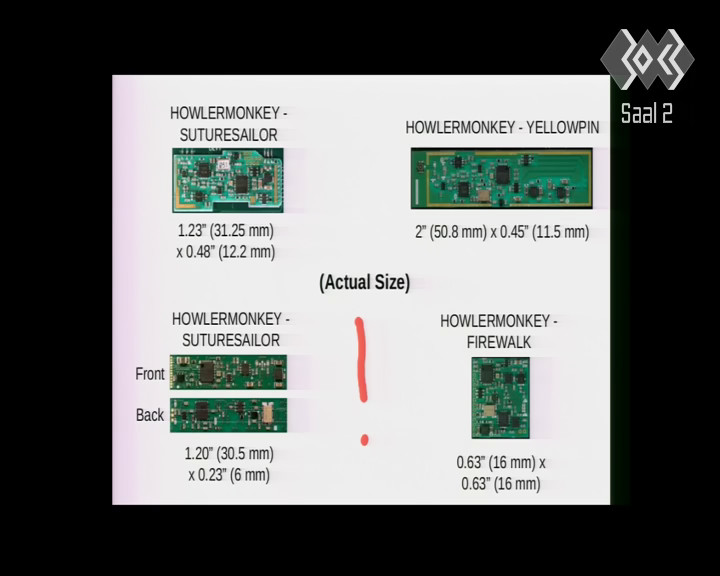 30C3
Saal 2
HOWLERMONKEY -
SUTURESAILOR
1.23" (31.25 mm)
x 0.48" (12.2 mm)
HOWLERMONKEY - YELLOWPIN
2" (50.8 mm) x 0.45" (11.5 mm)
(Actual Size)
HOWLERMONKEY -
SUTURESAILOR
Front
Back
1.20" (30.5 mm)
x 0.23" (6 mm)
!
HOWLERMONKEY -
FIREWALK
0.63" (16 mm) x
0.63" (16 mm)